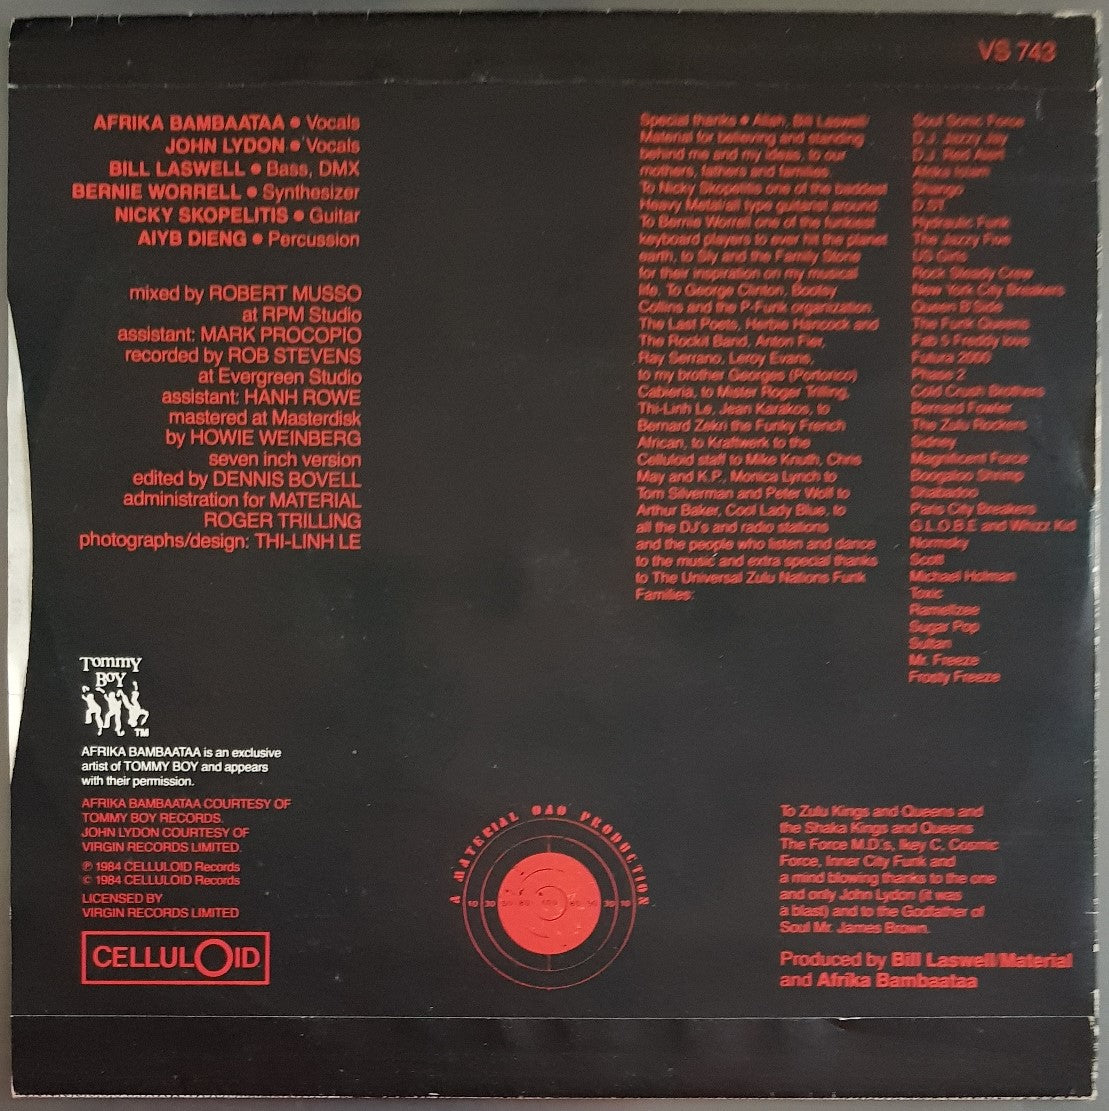 VS 743
AFRIKA BAMBAATAA • Vocals
JOHN LYDON • Vocals
BILL LASWELL • Bass, DMX
BERNIE WORRELL • Synthesizer
NICKY SKOPELITIS • Guitar
AIYB DIENG • Percussion
mixed by ROBERT MUSSO
at RPM Studio
assistant: MARK PROCOPIO
recorded by ROB STEVENS
at Evergreen Studio
assistant: HAHN ROWE
mastered at Masterdisk
by HOWIE WEINBERG
seven inch version
edited by DENNIS BOVELL
administration for MATERIAL
ROGER TRILLING
photographs/design: THI-LINH LE
Tommy
BOY
TM
AFRIKA BAMBAATAA is an exclusive
artist of TOMMY BOY and appears
with their permission.
AFRIKA BAMBAATAA COURTESY OF
TOMMY BOY RECORDS.
JOHN LYDON COURTESY OF
VIRGIN RECORDS LIMITED.
℗ 1984 CELLULOID Records
© 1984 CELLULOID Records
LICENSED BY
VIRGIN RECORDS LIMITED
CELLULOID
A MATERIAL OAO PRODUCTION
Special thanks • Allah, Bill Laswell/
Material for believing and standing
behind me and my ideas, to our
mothers, fathers and families.
To Nicky Skopelitis one of the baddest
Heavy Metal/all type guitarist around
To Bernie Worrell one of the funkiest
keyboard players to ever hit the planet
earth, to Sly and the Family Stone
for their inspiration on my musical
life, To George Clinton, Bootsy
Collins and the P-Funk organization.
The Last Poets, Herbie Hancock and
The Rockit Band, Anton Fier,
Ray Serrano, Leroy Evans,
to my brother Georges (Portorico)
Cabieria, to Mister Roger Trilling,
Thi-Linh Le, Jean Karakos, to
Bernard Zekri the Funky French
African, to Kraftwerk to the
Celluloid staff to Mike Knuth, Chris
May and K.P., Monica Lynch to
Tom Silverman and Peter Wolf to
Arthur Baker, Cool Lady Blue, to
all the DJ's and radio stations
and the people who listen and dance
to the music and extra special thanks
to The Universal Zulu Nations Funk
Families:
Soul Sonic Force
D.J. Jazzy Jay
D.J. Red Alert
Afrika Islam
Shango
D.ST
Hydraulic Funk
The Jazzy Five
US Girls
Rock Steady Crew
New York City Breakers
Queen B'Side
The Funk Queens
Fab 5 Freddy love
Futura 2000
Phase 2
Cold Crush Brothers
Bernard Fowler
The Zulu Rockers
Sidney
Magnificent Force
Boogaloo Shrimp
Shabadoo
Paris City Breakers
G.L.O.B.E and Whizz Kid
Normsky
Scott
Michael Holman
Toxic
Ramellzee
Sugar Pop
Sultan
Mr. Freeze
Frosty Freeze
To Zulu Kings and Queens and
the Shaka Kings and Queens
The Force M.D.'s, Ikey C, Cosmic
Force, Inner City Funk and
a mind blowing thanks to the one
and only John Lydon (it was
a blast) and to the Godfather of
Soul Mr. James Brown.
Produced by Bill Laswell/Material
and Afrika Bambaataa